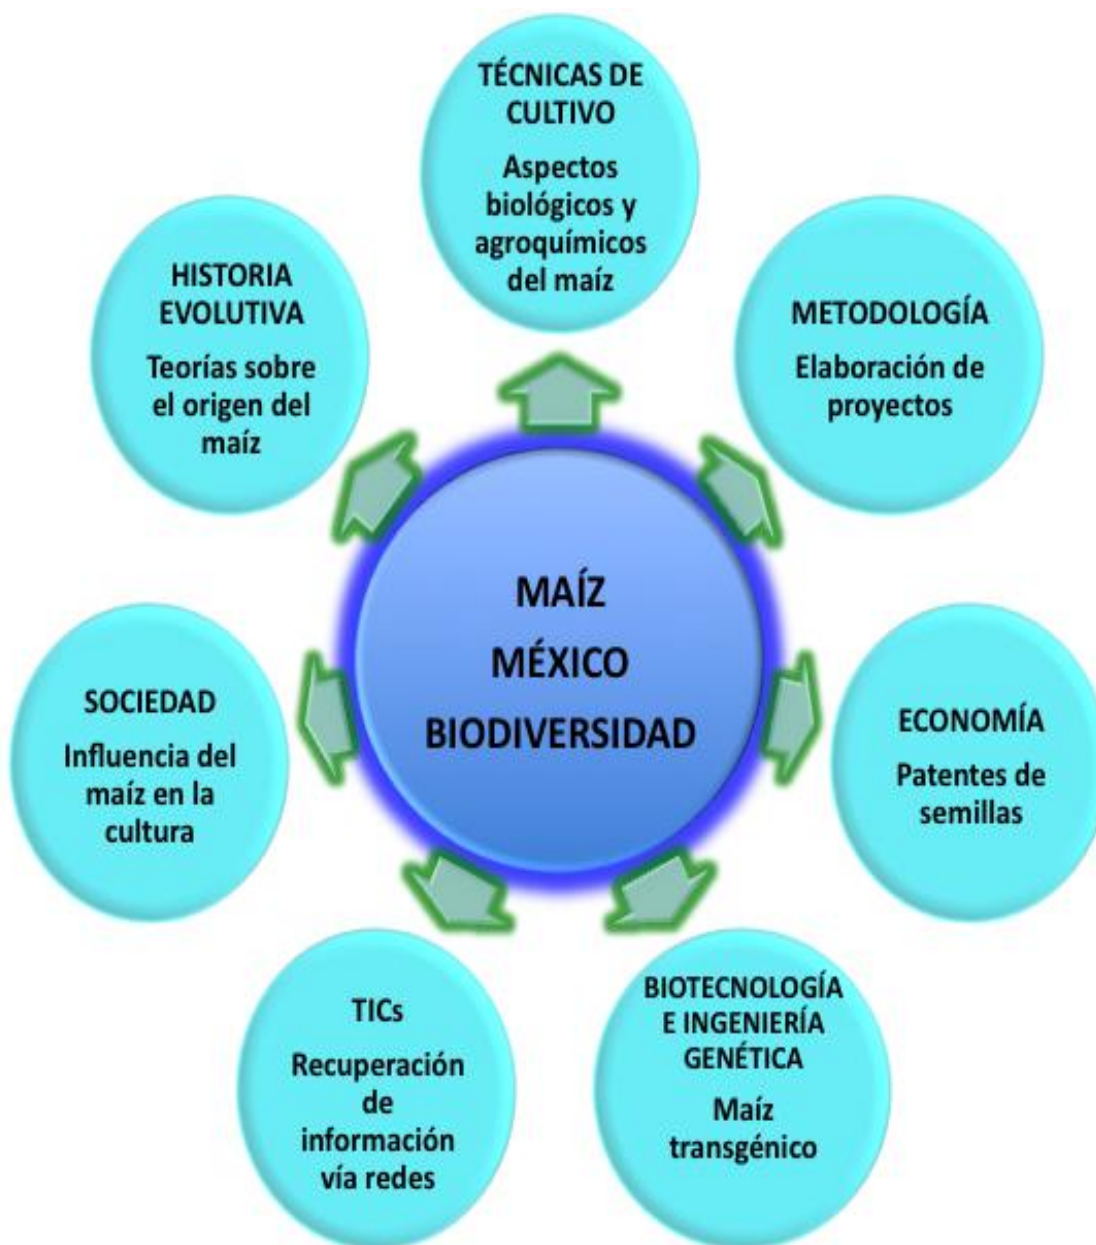 TÉCNICAS DE
CULTIVO
Aspectos
biológicos y
agroquímicos
del maíz
HISTORIA
EVOLUTIVA
Teorías sobre
el origen del
maíz
METODOLOGÍA
Elaboración de
proyectos
MAÍZ
MÉXICO
BIODIVERSIDAD
SOCIEDAD
Influencia del
maíz en la
cultura
ECONOMÍA
Patentes de
semillas
TICs
Recuperación
de
información
vía redes
BIOTECNOLOGÍA
E INGENIERÍA
GENÉTICA
Maíz
transgénico